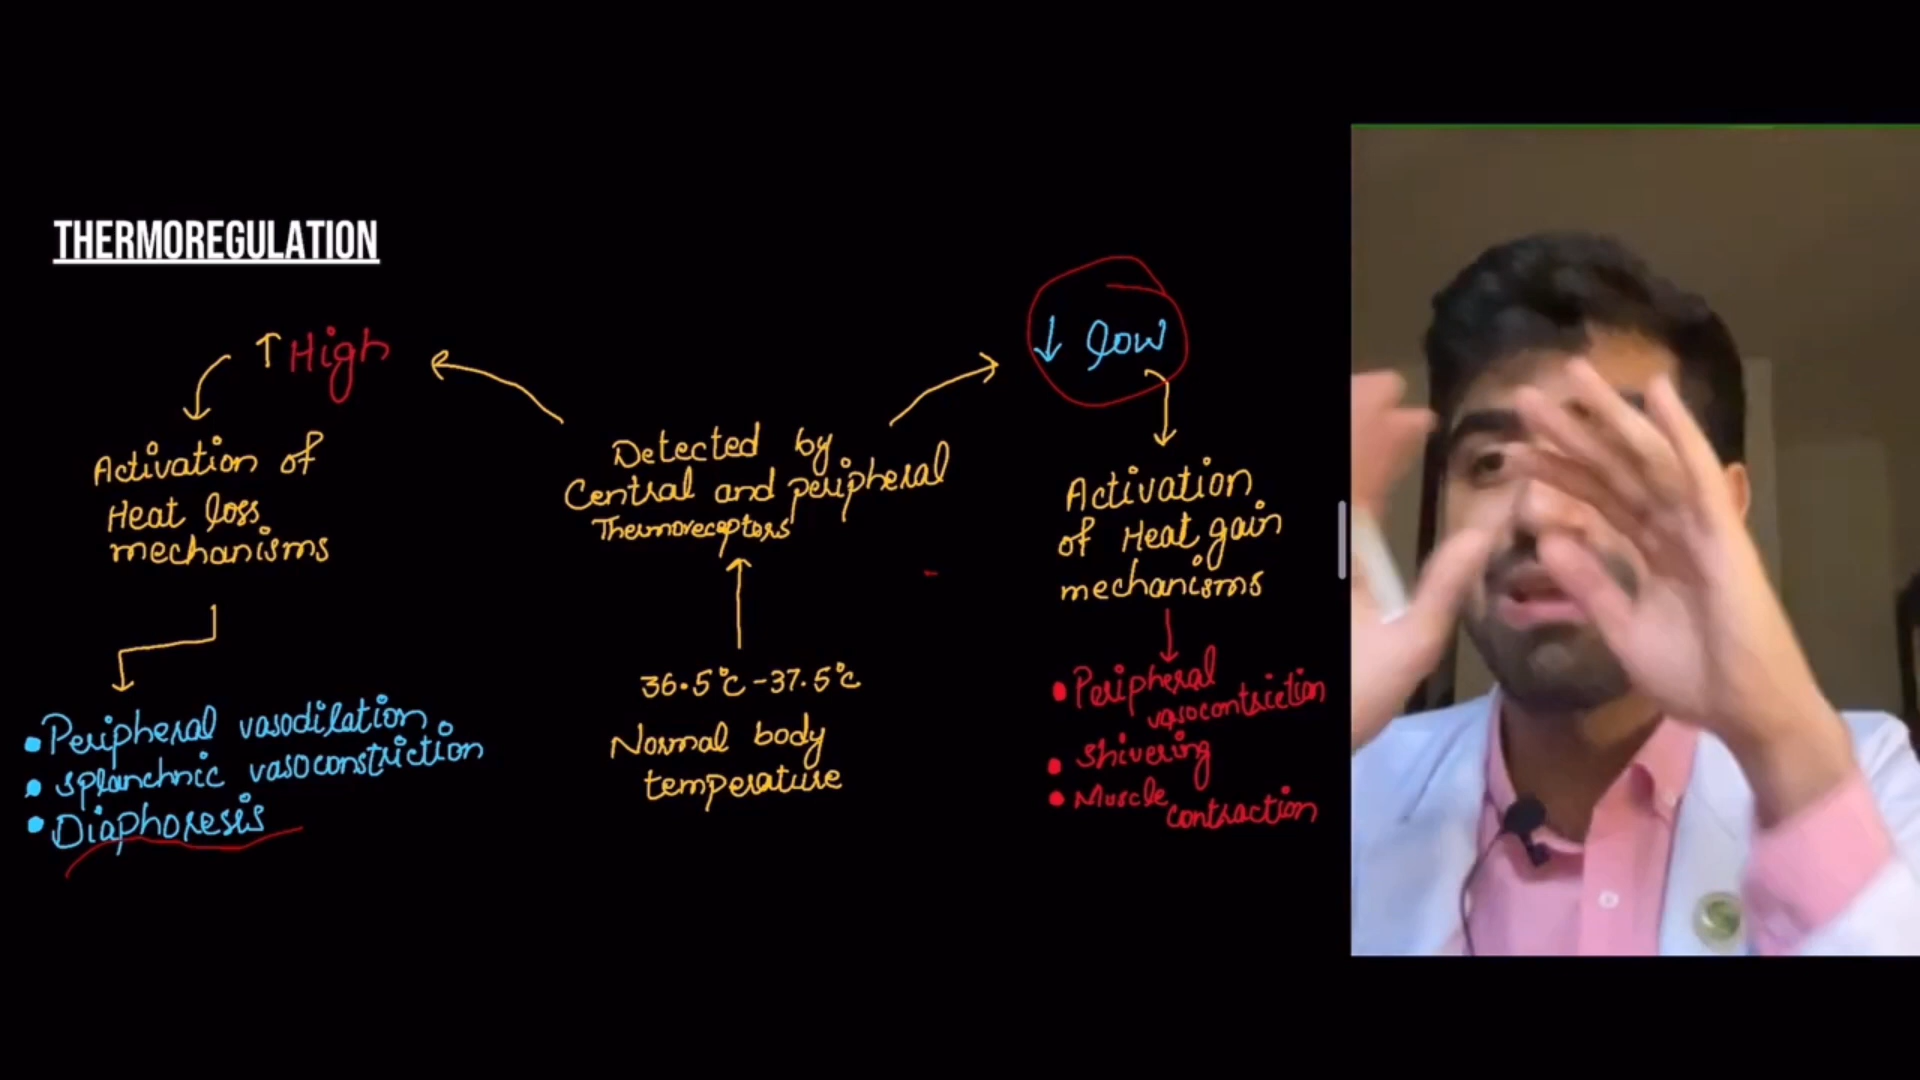 THERMOREGULATION
↑ High
Activation of
Heat loss
mechanisms
• Peripheral vasodilation
• splanchnic vasoconstriction
• Diaphoresis
Detected by
Central and peripheral
Thermoreceptors
36.5°C - 37.5°C
Normal body
temperature
↓ low
Activation
of Heat gain
mechanisms
• Peripheral
vasocontriction
• Shivering
• Muscle
contraction